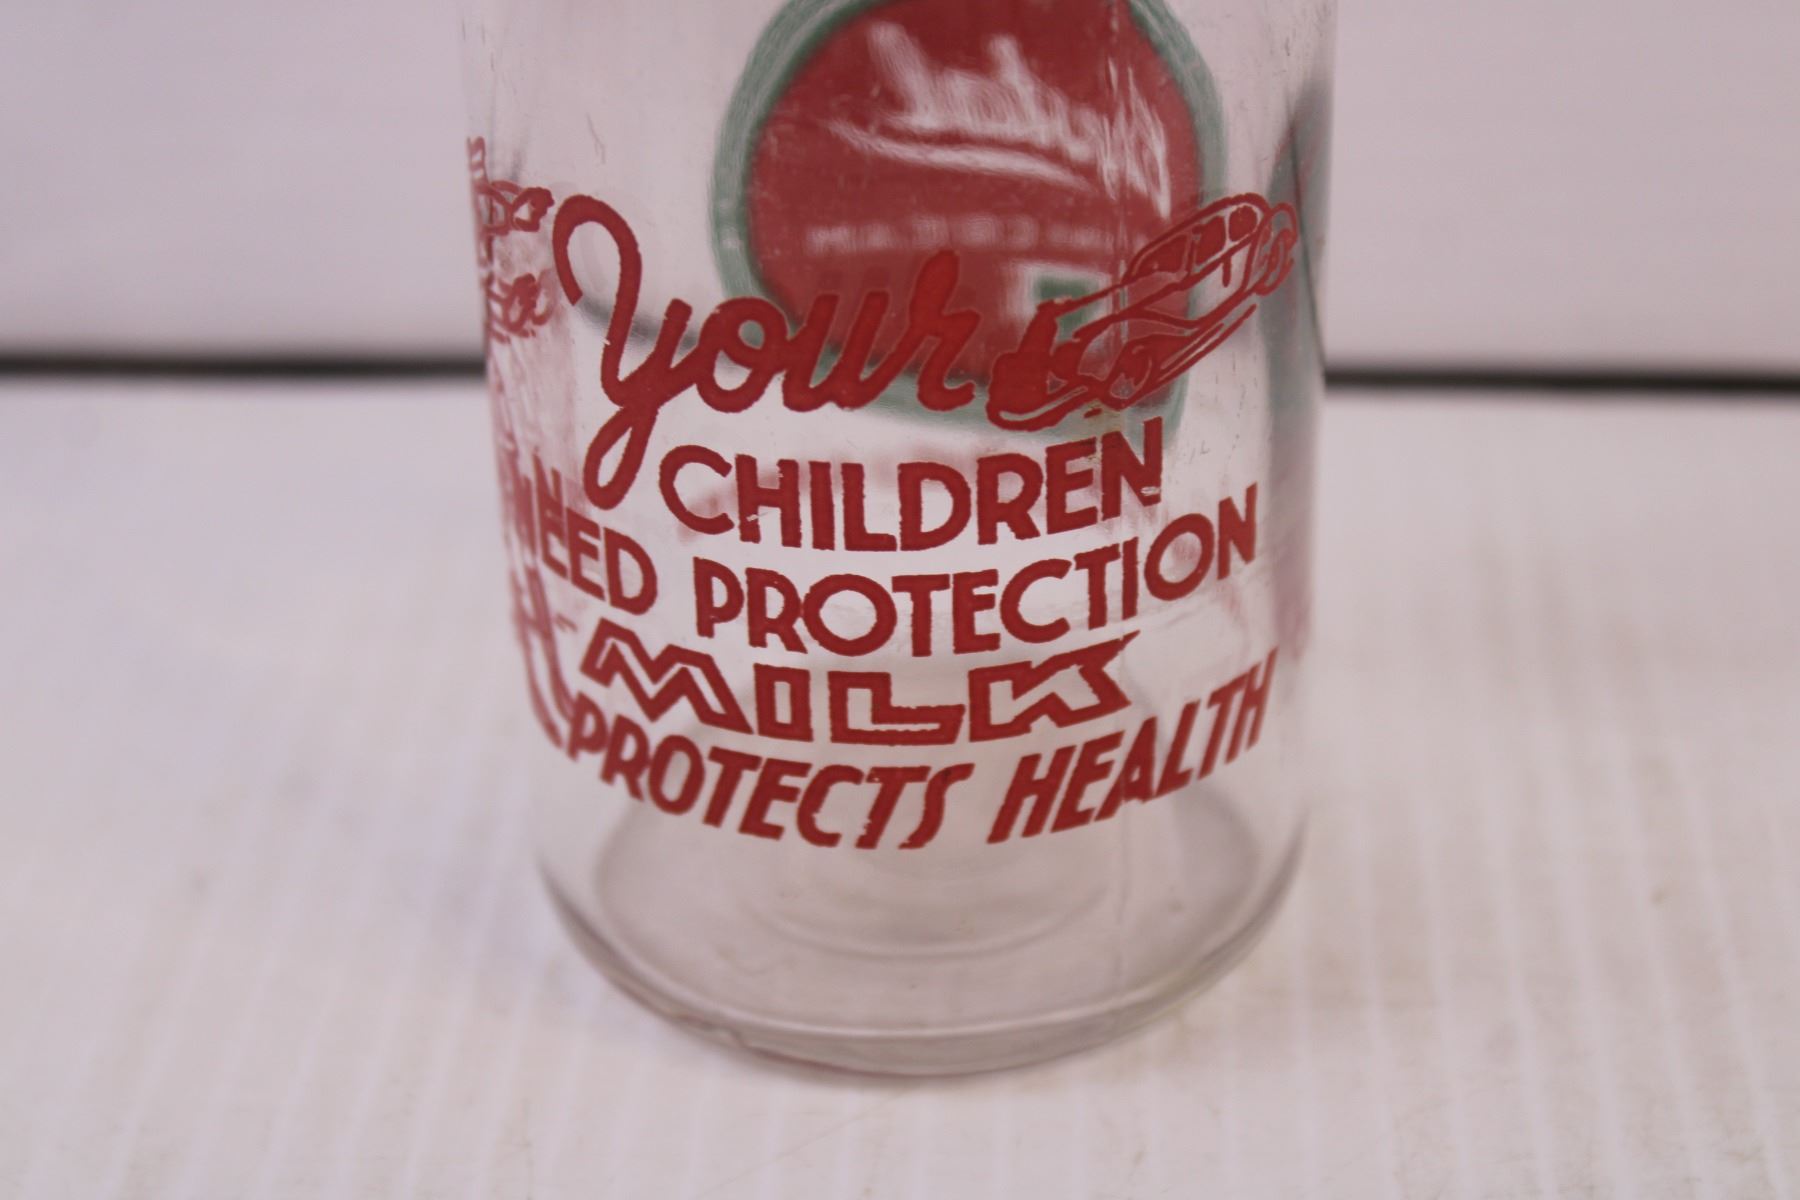 Your
CHILDREN
NEED PROTECTION
MILK
PROTECTS HEALTH